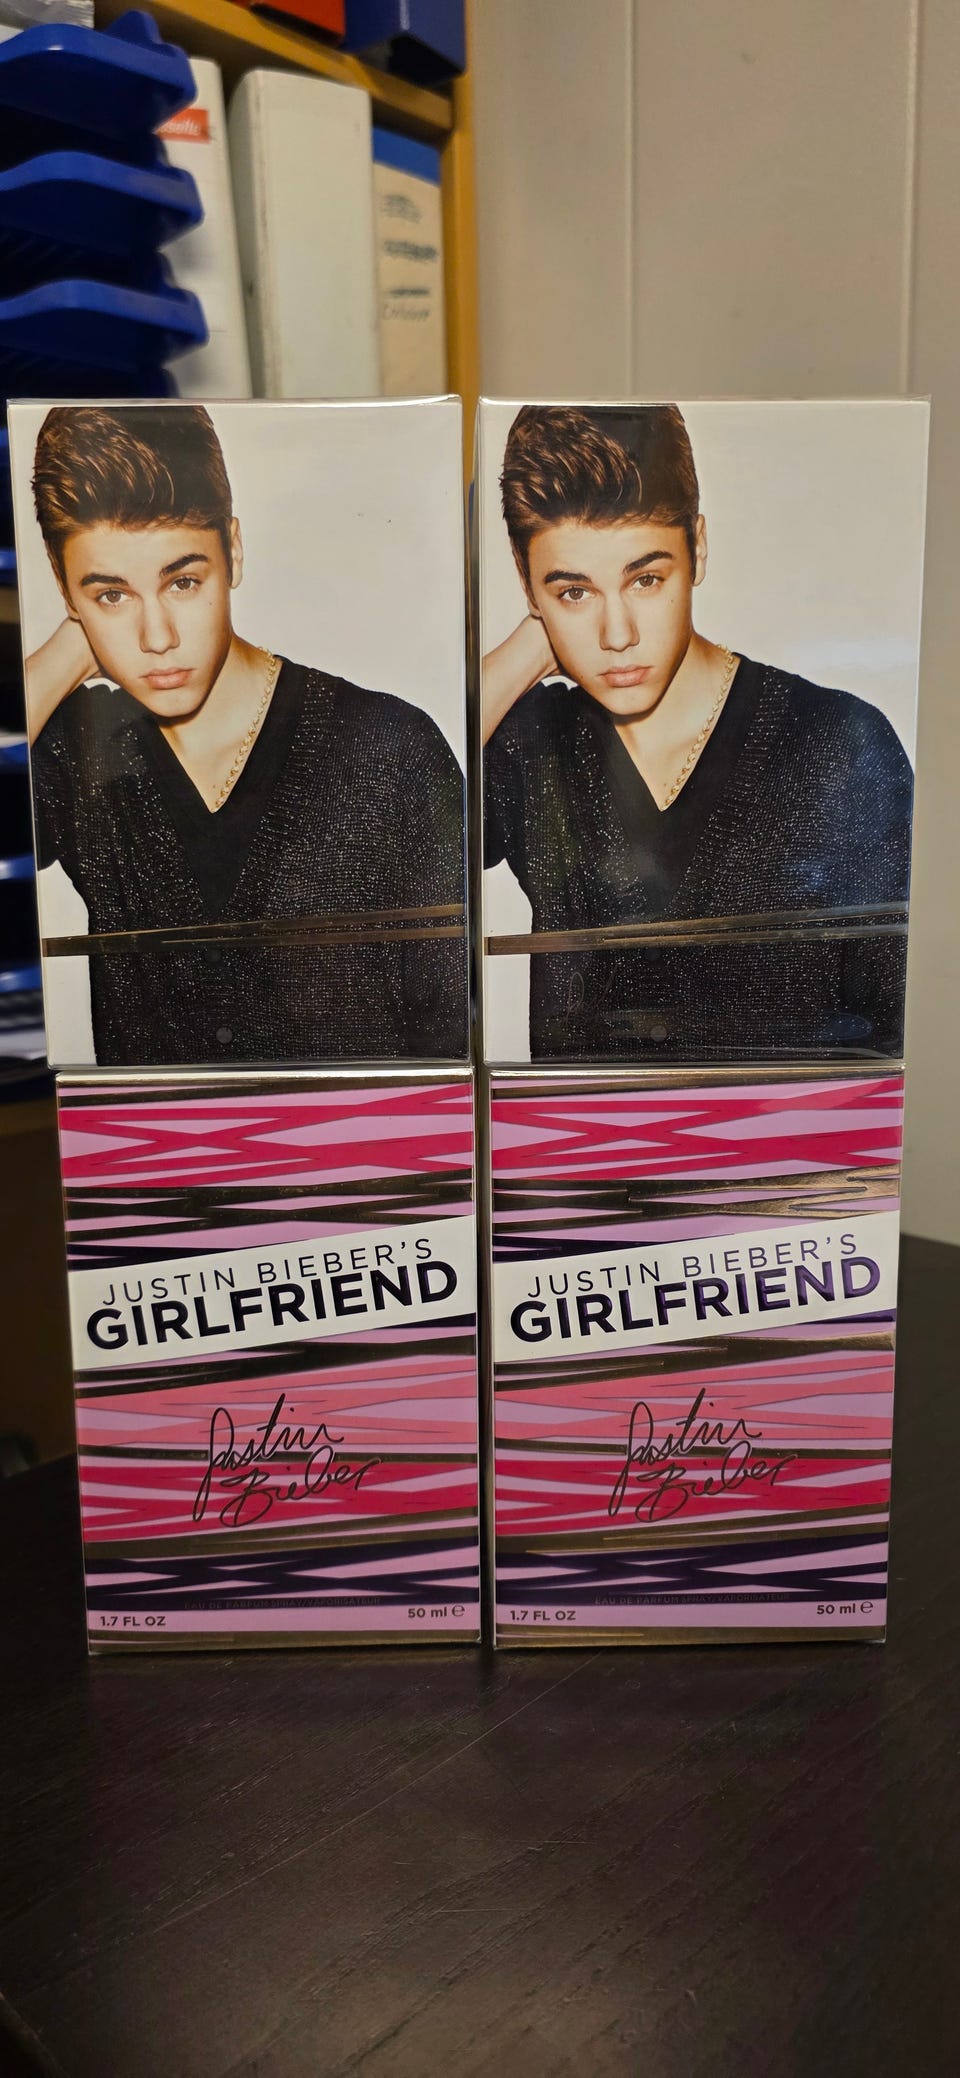 JUSTIN BIEBER'S
GIRLFRIEND
Justin
Bieber
EAU DE PARFUM SPRAY/VAPORISATEUR
1.7 FL OZ
50 ml ℮
JUSTIN BIEBER'S
GIRLFRIEND
Justin
Bieber
EAU DE PARFUM SPRAY/VAPORISATEUR
1.7 FL OZ
50 ml ℮